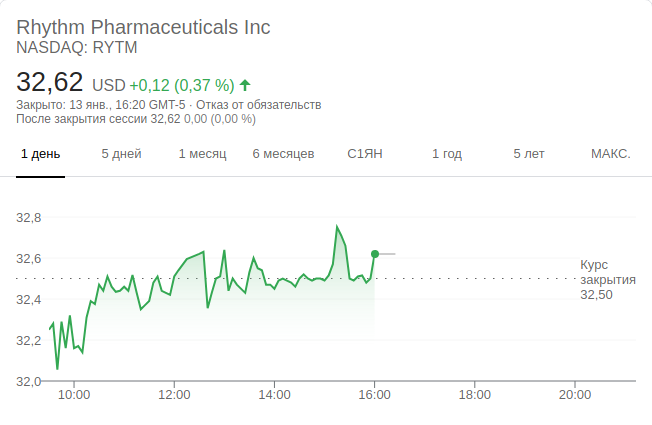 Rhythm Pharmaceuticals Inc
NASDAQ: RYTM
32,62 USD +0,12 (0,37 %)
Закрыто: 13 янв., 16:20 GMT-5 · Отказ от обязательств
После закрытия сессии 32,62 0,00 (0,00 %)
1 день 5 дней 1 месяц 6 месяцев С1ЯН 1 год 5 лет МАКС.
32,8
32,6
32,4
32,2
32,0
Курс
закрытия
32,50
10:00 12:00 14:00 16:00 18:00 20:00